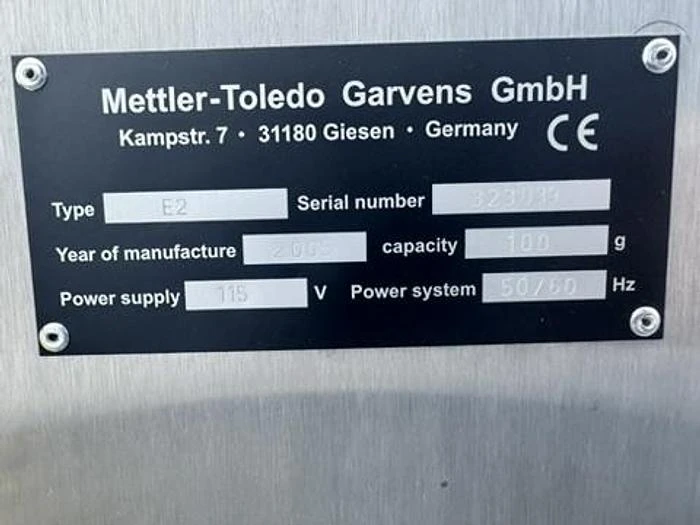 Mettler-Toledo Garvens GmbH
Kampstr. 7 • 31180 Giesen • Germany CE
Type E2 Serial number
Year of manufacture capacity 100 g
Power supply 115 V Power system 50/60 Hz